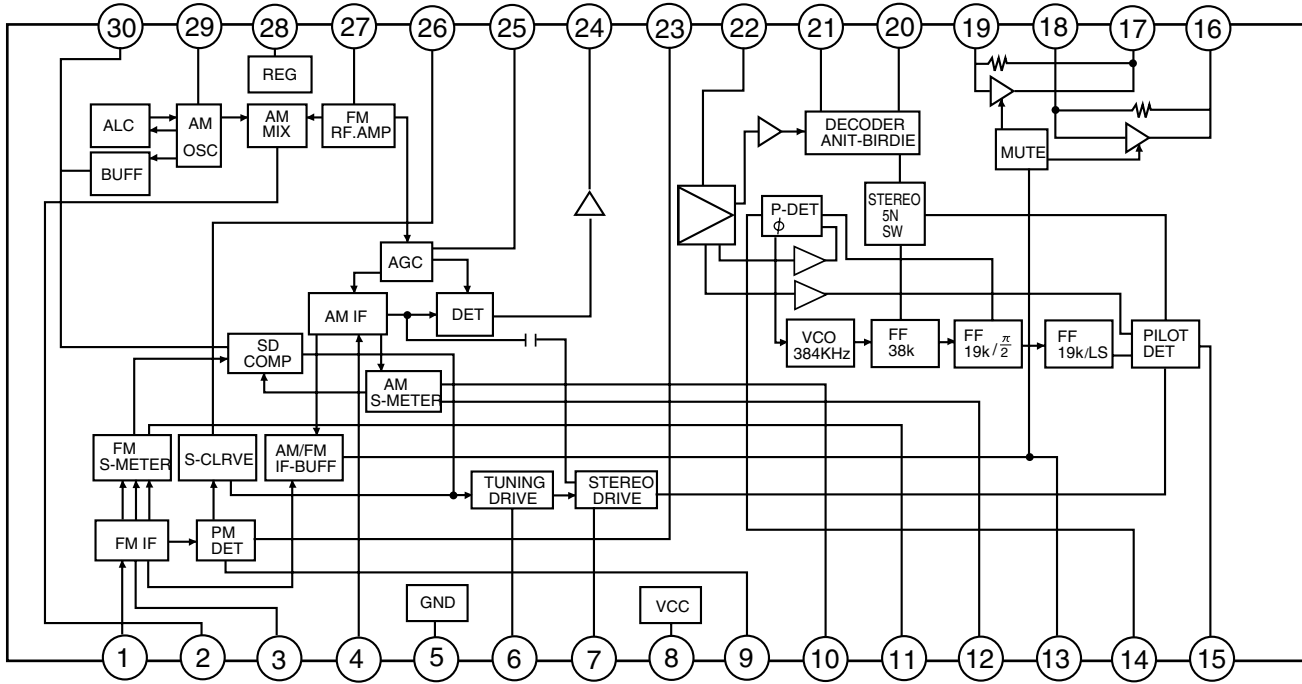 30 29 28 27 26 25 24 23 22 21 20 19 18 17 16
REG
ALC
AM
OSC
AM
MIX
FM
RF.AMP
BUFF
DECODER
ANIT-BIRDIE
MUTE
STEREO
5N
SW
P-DET
ϕ
AGC
AM IF
DET
SD
COMP
VCO
384KHz
FF
38k
FF
19k/π/2
FF
19k/LS
PILOT
DET
AM
S-METER
FM
S-METER
S-CLRVE
AM/FM
IF-BUFF
TUNING
DRIVE
STEREO
DRIVE
FM IF
PM
DET
GND
VCC
1 2 3 4 5 6 7 8 9 10 11 12 13 14 15